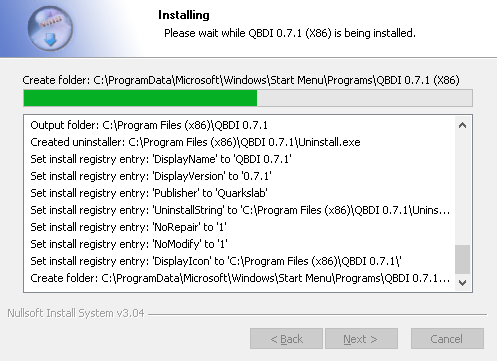 Installing
Please wait while QBDI 0.7.1 (X86) is being installed.
Create folder: C:\ProgramData\Microsoft\Windows\Start Menu\Programs\QBDI 0.7.1 (X86)
Output folder: C:\Program Files (x86)\QBDI 0.7.1
Created uninstaller: C:\Program Files (x86)\QBDI 0.7.1\Uninstall.exe
Set install registry entry: 'DisplayName' to 'QBDI 0.7.1'
Set install registry entry: 'DisplayVersion' to '0.7.1'
Set install registry entry: 'Publisher' to 'Quarkslab'
Set install registry entry: 'UninstallString' to 'C:\Program Files (x86)\QBDI 0.7.1\Unins...
Set install registry entry: 'NoRepair' to '1'
Set install registry entry: 'NoModify' to '1'
Set install registry entry: 'DisplayIcon' to 'C:\Program Files (x86)\QBDI 0.7.1\'
Create folder: C:\ProgramData\Microsoft\Windows\Start Menu\Programs\QBDI 0.7.1...
Nullsoft Install System v3.04
< Back Next > Cancel